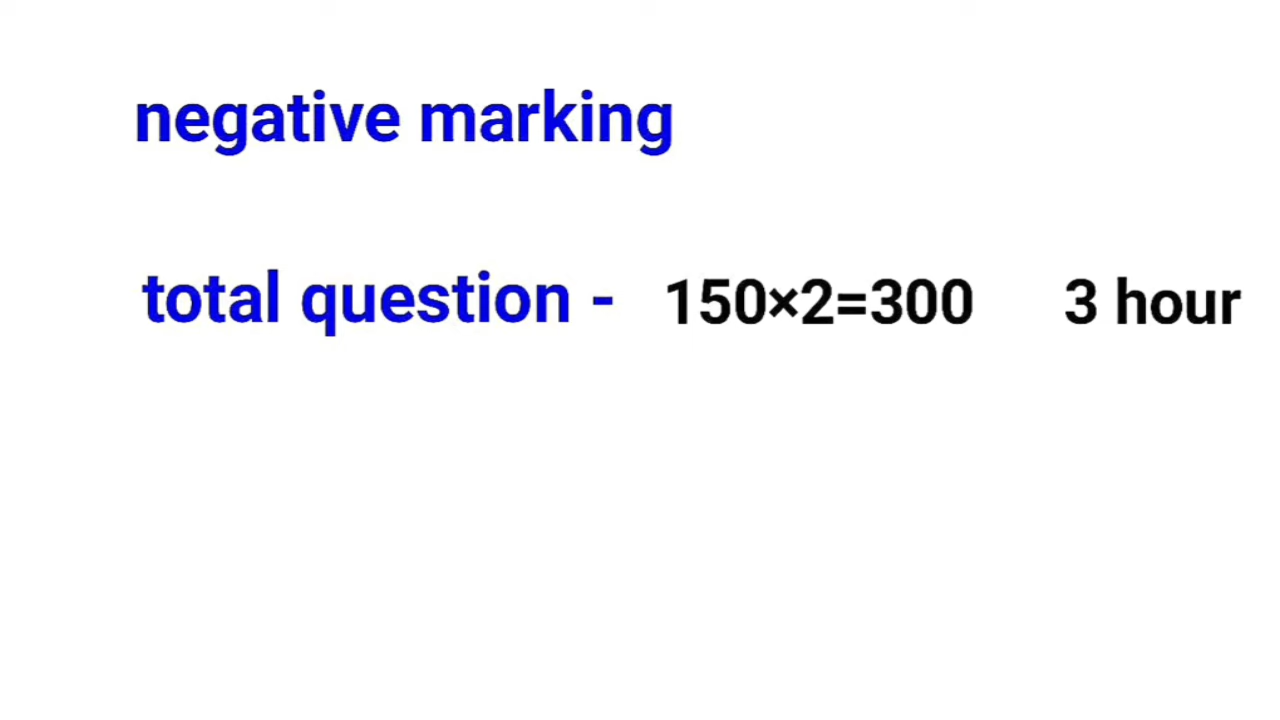 negative marking
total question - 150×2=300 3 hour